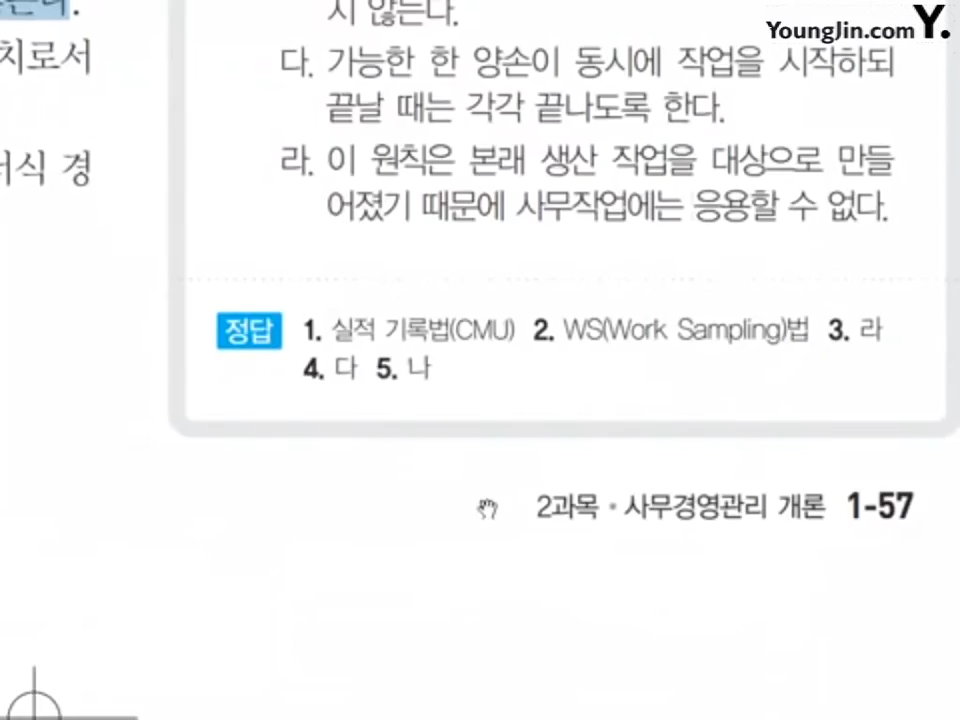 YoungJin.com Y.
치로서
시 않는다.
다. 가능한 한 양손이 동시에 작업을 시작하되
끝날 때는 각각 끝나도록 한다.
라. 이 원칙은 본래 생산 작업을 대상으로 만들
어졌기 때문에 사무작업에는 응용할 수 없다.
정답 1. 실적 기록법(CMU) 2. WS(Work Sampling)법 3. 라
4. 다 5. 나
2과목 • 사무경영관리 개론 1-57